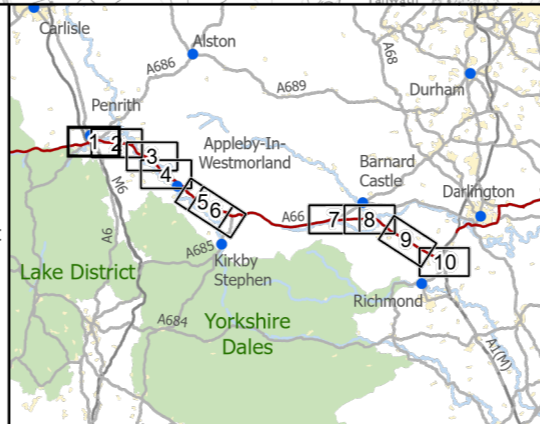 Carlisle
Alston
A68
A686
A689
Durham
Penrith
1
2
3
4
5
6
Appleby-In-
Westmorland
Barnard
Castle
Darlington
M6
A66
7
8
9
10
A6
A685
Kirkby
Stephen
Lake District
Richmond
A684
Yorkshire
Dales
A1(M)